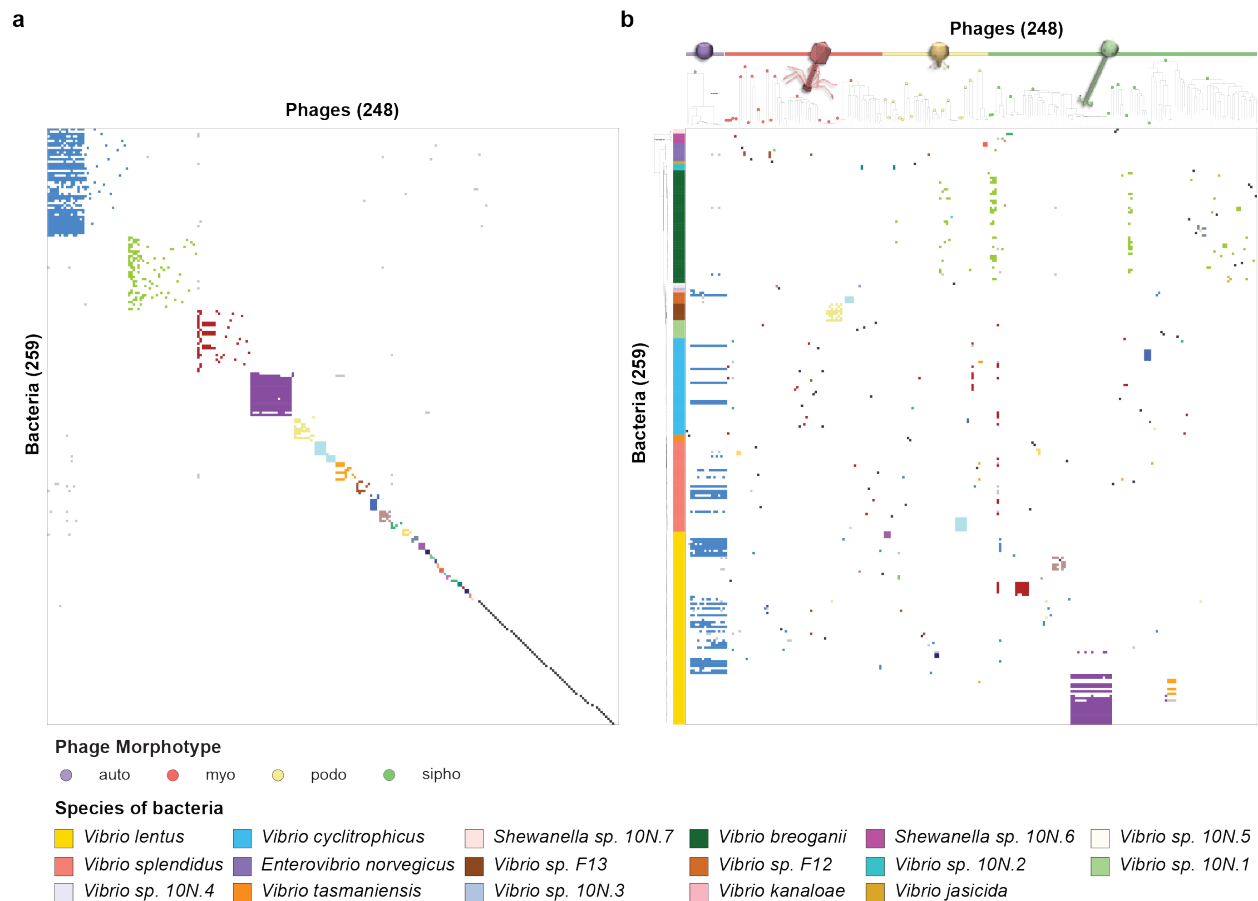 a
b
Phages (248)
Phages (248)
Bacteria (259)
Bacteria (259)
Phage Morphotype
auto myo podo sipho
Species of bacteria
Vibrio lentus Vibrio cyclitrophicus Shewanella sp. 10N.7 Vibrio breoganii Shewanella sp. 10N.6 Vibrio sp. 10N.5
Vibrio splendidus Enterovibrio norvegicus Vibrio sp. F13 Vibrio sp. F12 Vibrio sp. 10N.2 Vibrio sp. 10N.1
Vibrio sp. 10N.4 Vibrio tasmaniensis Vibrio sp. 10N.3 Vibrio kanaloae Vibrio jasicida